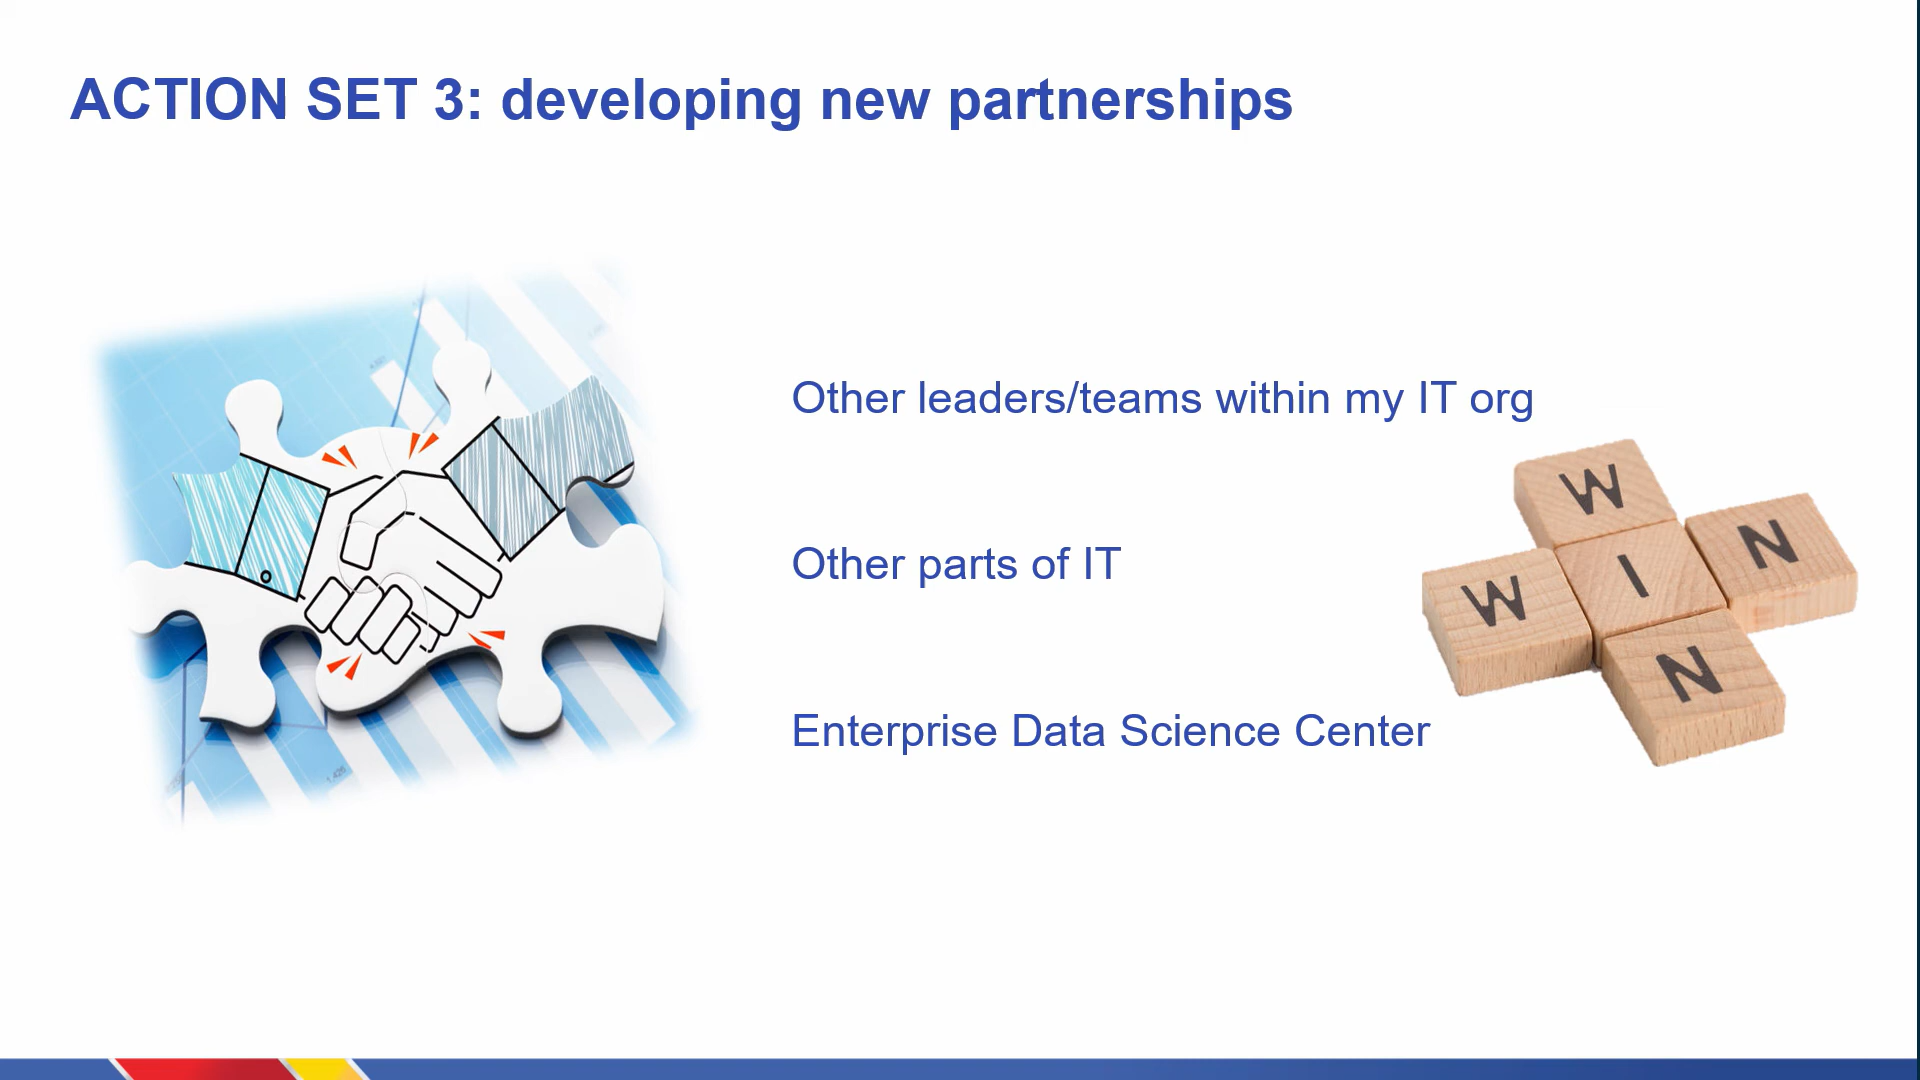 ACTION SET 3: developing new partnerships
Other leaders/teams within my IT org
Other parts of IT
Enterprise Data Science Center
W
W I N
N